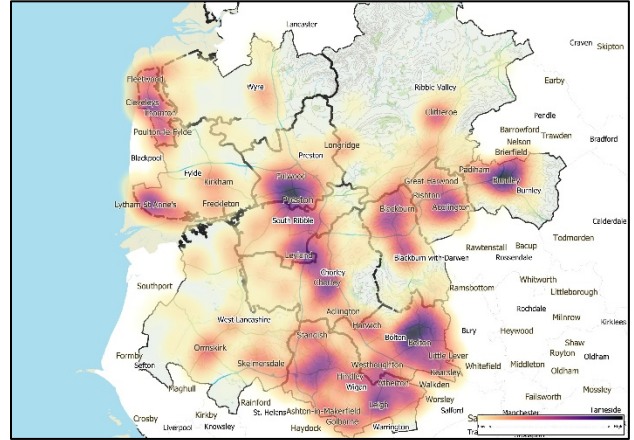 Lancaster
Craven
Skipton
Fleetwood
Earby
Wyre
Ribble Valley
Cleveleys
Thornton
Clitheroe
Pendle
Barrowford
Trawden
Poulton-le-Fylde
Nelson
Bradford
Longridge
Brierfield
Blackpool
Preston
Padiham
Fylde
Fulwood
Burnley
Kirkham
Great Harwood
Burnley
Rishton
Preston
Lytham St Anne's
Freckleton
Blackburn
Accrington
South Ribble
Calderdale
Todmorden
Rawtenstall
Bacup
Leyland
Blackburn with Darwen
Rossendale
Chorley
Chorley
Whitworth
Southport
Ramsbottom
Littleborough
Adlington
Rochdale
West Lancashire
Milnrow
Harwich
Kirklees
Standish
Bolton
Bury
Heywood
Bolton
Shaw
Ormskirk
Royton
Formby
Little Lever
Oldham
Sefton
Skelmersdale
Westhoughton
Whitefield
Middleton
Oldham
Hindley
Kearsley
Wigan
Atherton
Walkden
Maghull
Mossley
Rainford
Leigh
Worsley
Failsworth
Crosby
Kirkby
St. Helens
Ashton-in-Makerfield
Salford
Manchester
Tameside
Liverpool
Knowsley
Golborne
Haydock
Warrington